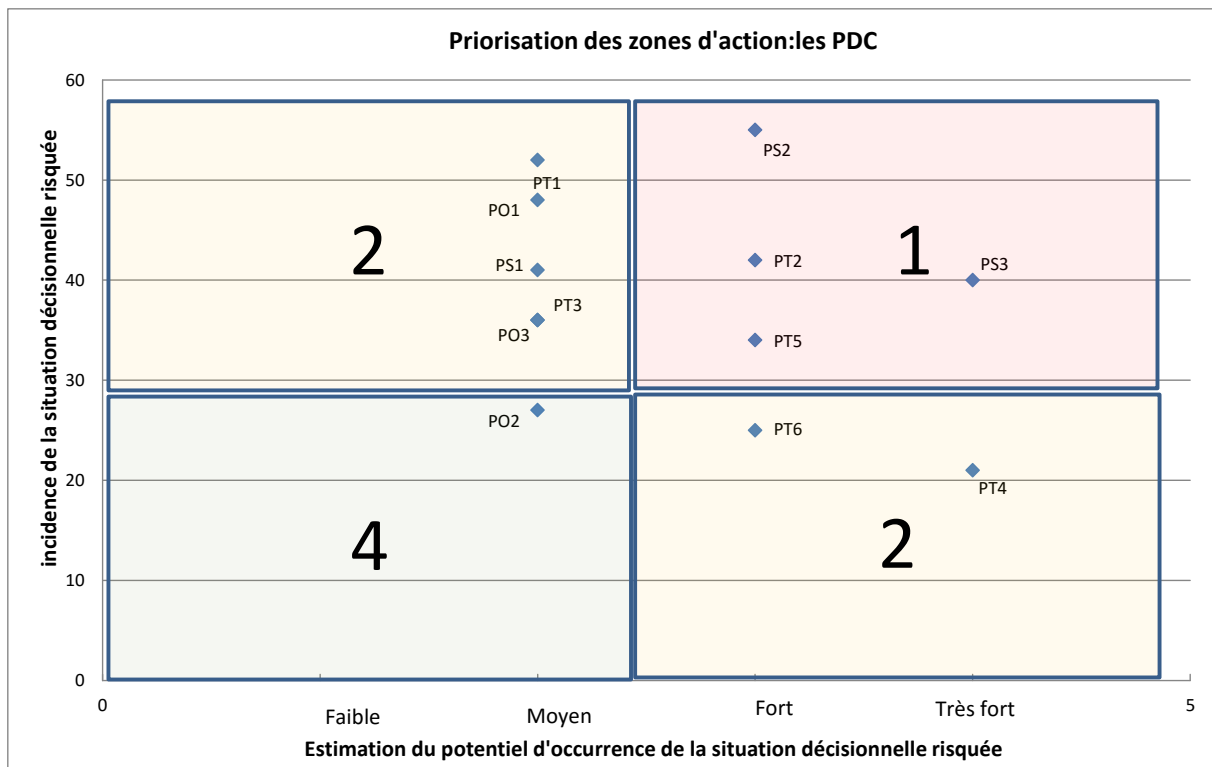 Priorisation des zones d'action:les PDC
incidence de la situation décisionnelle risquée
60
50
40
30
20
10
0
2
1
4
2
PT1
PO1
PS1
PT3
PO3
PO2
PS2
PT2
PS3
PT5
PT6
PT4
0
Faible
Moyen
Fort
Très fort
5
Estimation du potentiel d'occurrence de la situation décisionnelle risquée